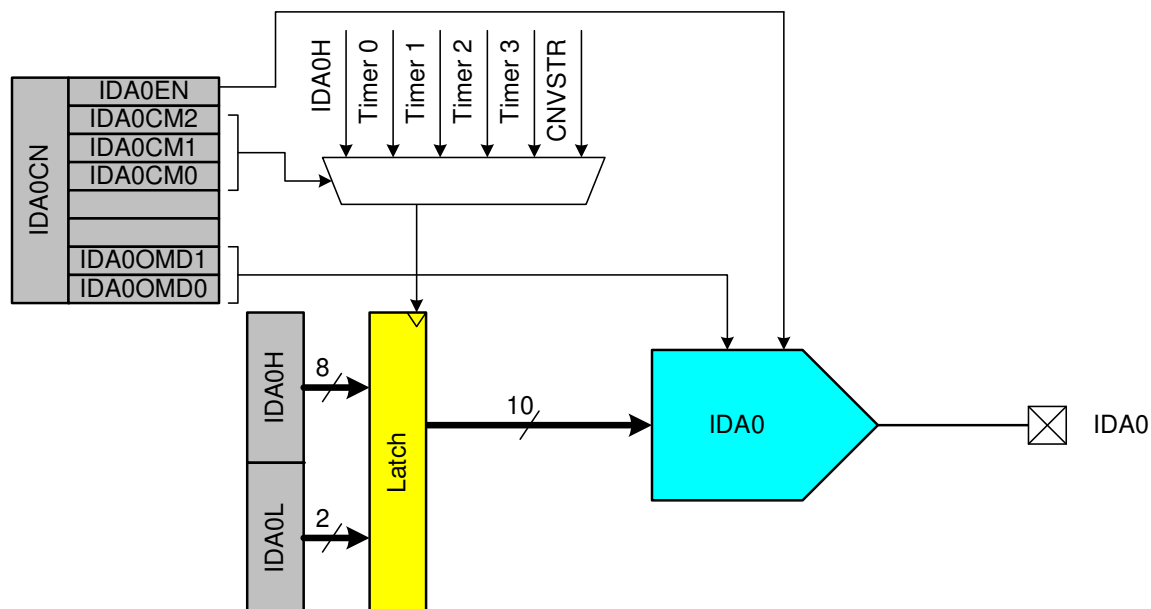 IDA0CN
IDA0EN
IDA0CM2
IDA0CM1
IDA0CM0
IDA0OMD1
IDA0OMD0
IDA0H
Timer 0
Timer 1
Timer 2
Timer 3
CNVSTR
IDA0H
8
IDA0L
2
Latch
10
IDA0
IDA0